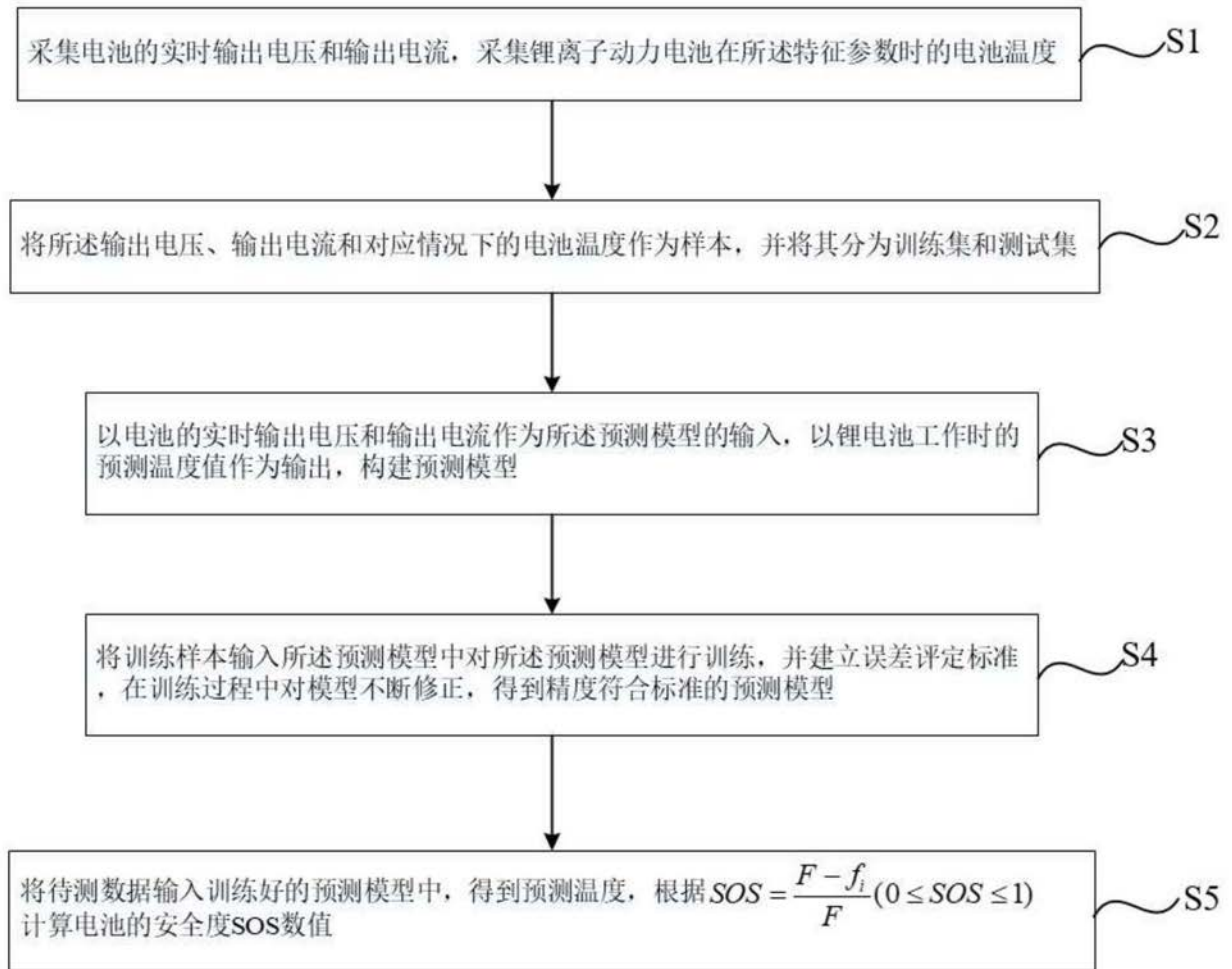 采集电池的实时输出电压和输出电流，采集锂离子动力电池在所述特征参数时的电池温度
S1
将所述输出电压、输出电流和对应情况下的电池温度作为样本，并将其分为训练集和测试集
S2
以电池的实时输出电压和输出电流作为所述预测模型的输入，以锂电池工作时的
预测温度值作为输出，构建预测模型
S3
将训练样本输入所述预测模型中对所述预测模型进行训练，并建立误差评定标准
，在训练过程中对模型不断修正，得到精度符合标准的预测模型
S4
将待测数据输入训练好的预测模型中，得到预测温度，根据 $SOS = \frac{F - f_i}{F} (0 \leq SOS \leq 1)$
计算电池的安全度SOS数值
S5